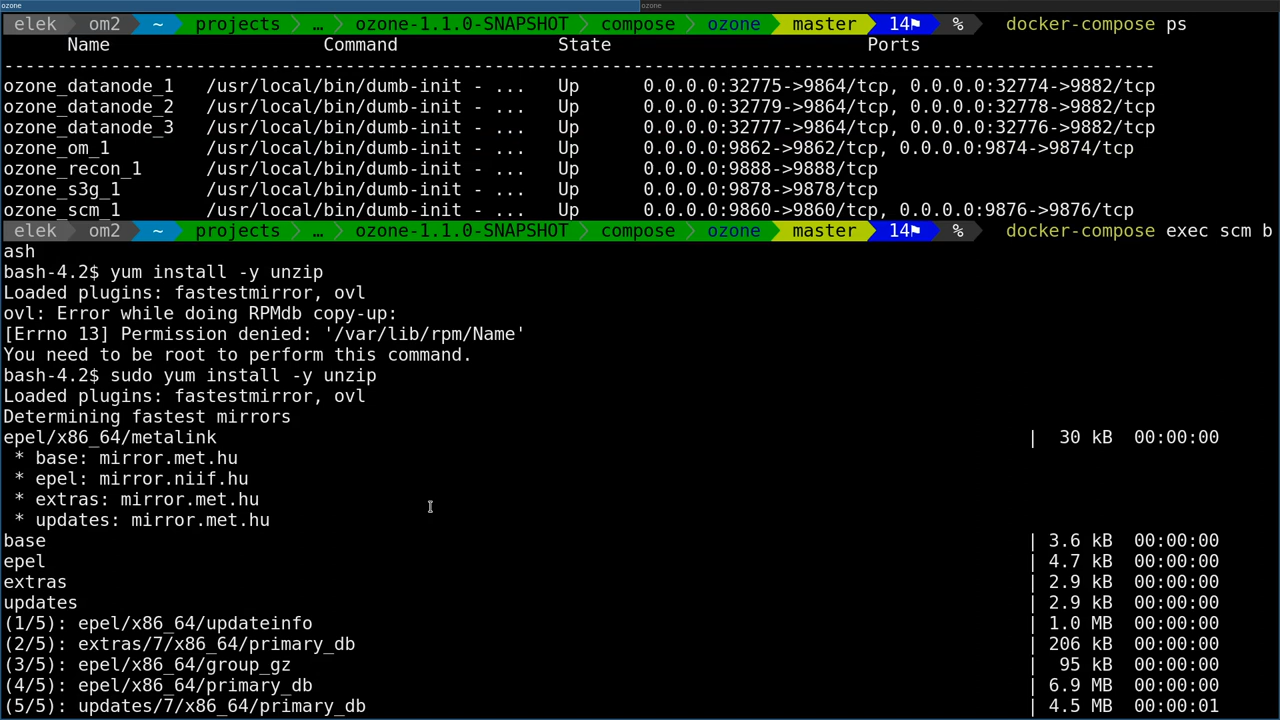 ozone ozone
elek om2 ~ projects … ozone-1.1.0-SNAPSHOT compose ozone master 14⚑ % docker-compose ps
Name Command State Ports
--------------------------------------------------------------------------------------------------------------
ozone_datanode_1 /usr/local/bin/dumb-init - ... Up 0.0.0.0:32775->9864/tcp, 0.0.0.0:32774->9882/tcp
ozone_datanode_2 /usr/local/bin/dumb-init - ... Up 0.0.0.0:32779->9864/tcp, 0.0.0.0:32778->9882/tcp
ozone_datanode_3 /usr/local/bin/dumb-init - ... Up 0.0.0.0:32777->9864/tcp, 0.0.0.0:32776->9882/tcp
ozone_om_1 /usr/local/bin/dumb-init - ... Up 0.0.0.0:9862->9862/tcp, 0.0.0.0:9874->9874/tcp
ozone_recon_1 /usr/local/bin/dumb-init - ... Up 0.0.0.0:9888->9888/tcp
ozone_s3g_1 /usr/local/bin/dumb-init - ... Up 0.0.0.0:9878->9878/tcp
ozone_scm_1 /usr/local/bin/dumb-init - ... Up 0.0.0.0:9860->9860/tcp, 0.0.0.0:9876->9876/tcp
elek om2 ~ projects … ozone-1.1.0-SNAPSHOT compose ozone master 14⚑ % docker-compose exec scm b
ash
bash-4.2$ yum install -y unzip
Loaded plugins: fastestmirror, ovl
ovl: Error while doing RPMdb copy-up:
[Errno 13] Permission denied: '/var/lib/rpm/Name'
You need to be root to perform this command.
bash-4.2$ sudo yum install -y unzip
Loaded plugins: fastestmirror, ovl
Determining fastest mirrors
epel/x86_64/metalink | 30 kB 00:00:00
* base: mirror.met.hu
* epel: mirror.niif.hu
* extras: mirror.met.hu
* updates: mirror.met.hu
base | 3.6 kB 00:00:00
epel | 4.7 kB 00:00:00
extras | 2.9 kB 00:00:00
updates | 2.9 kB 00:00:00
(1/5): epel/x86_64/updateinfo | 1.0 MB 00:00:00
(2/5): extras/7/x86_64/primary_db | 206 kB 00:00:00
(3/5): epel/x86_64/group_gz | 95 kB 00:00:00
(4/5): epel/x86_64/primary_db | 6.9 MB 00:00:00
(5/5): updates/7/x86_64/primary_db | 4.5 MB 00:00:01